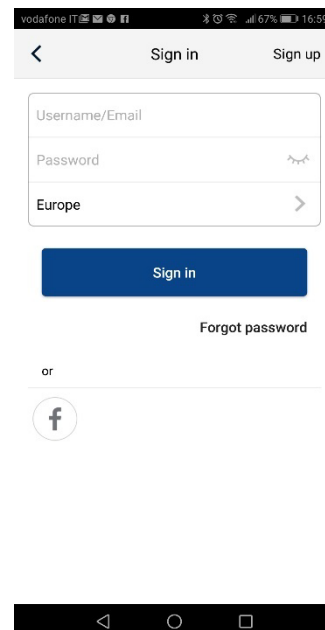 vodafone IT 67% 16:59
Sign in Sign up
Username/Email
Password
Europe
Sign in
Forgot password
or
f